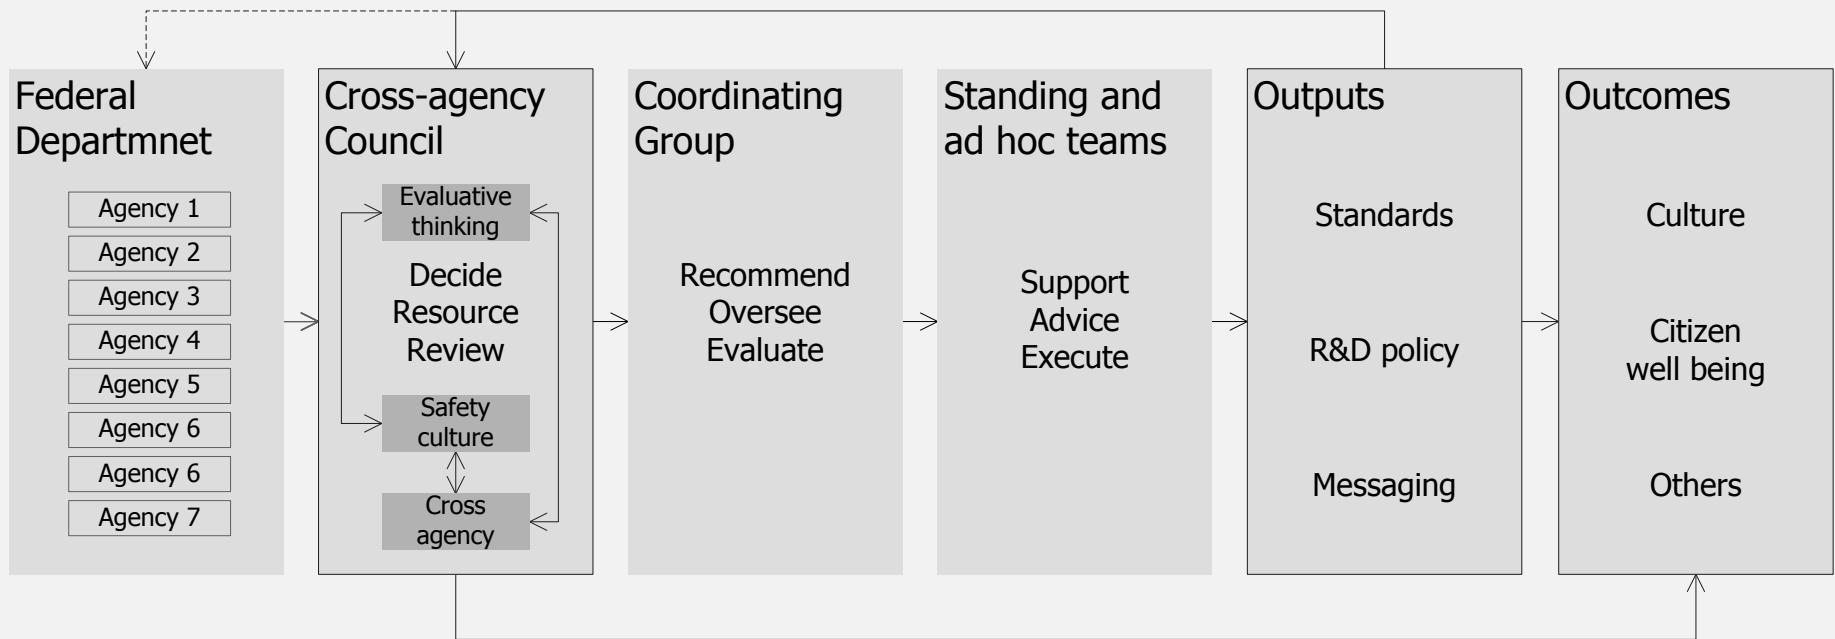 Federal
Departmnet
Agency 1
Agency 2
Agency 3
Agency 4
Agency 5
Agency 6
Agency 6
Agency 7
Cross-agency
Council
Evaluative
thinking
Decide
Resource
Review
Safety
culture
Cross
agency
Coordinating
Group
Recommend
Oversee
Evaluate
Standing and
ad hoc teams
Support
Advice
Execute
Outputs
Standards
R&D policy
Messaging
Outcomes
Culture
Citizen
well being
Others